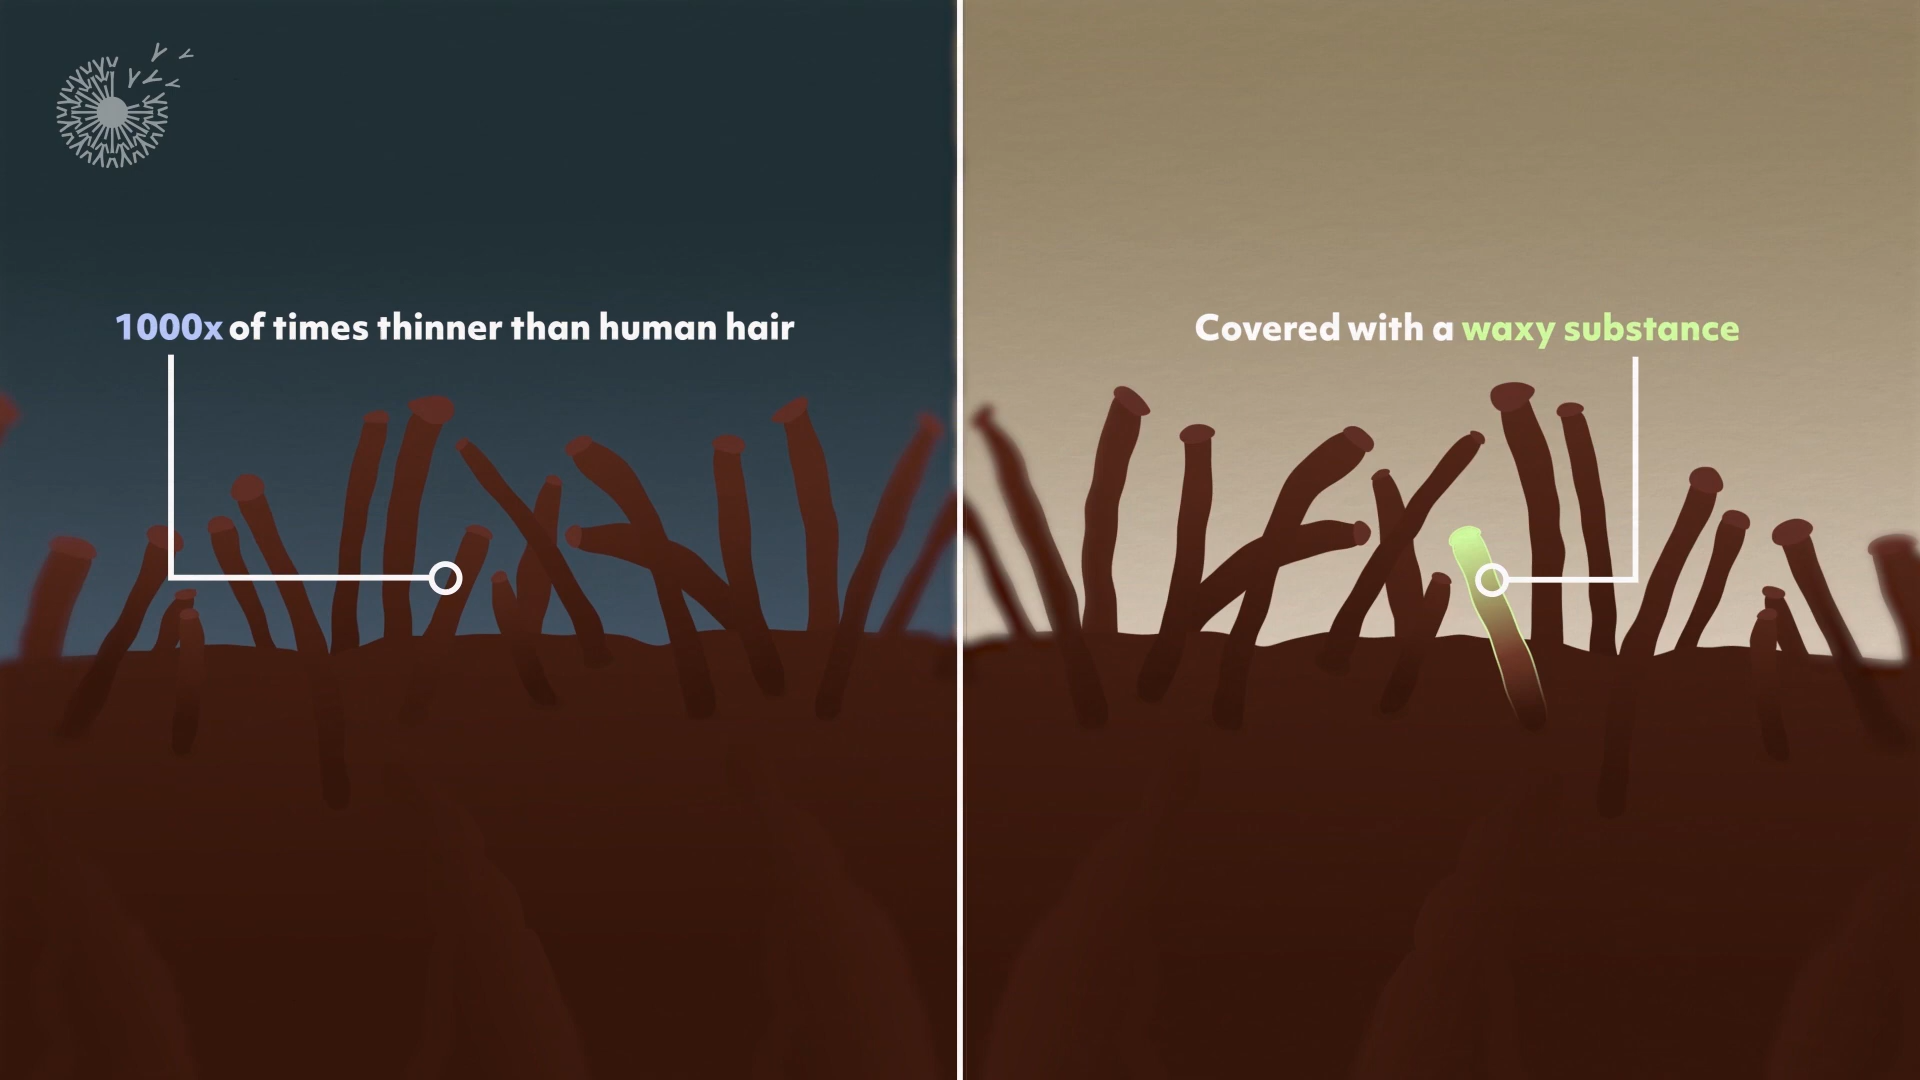 1000x of times thinner than human hair
Covered with a waxy substance